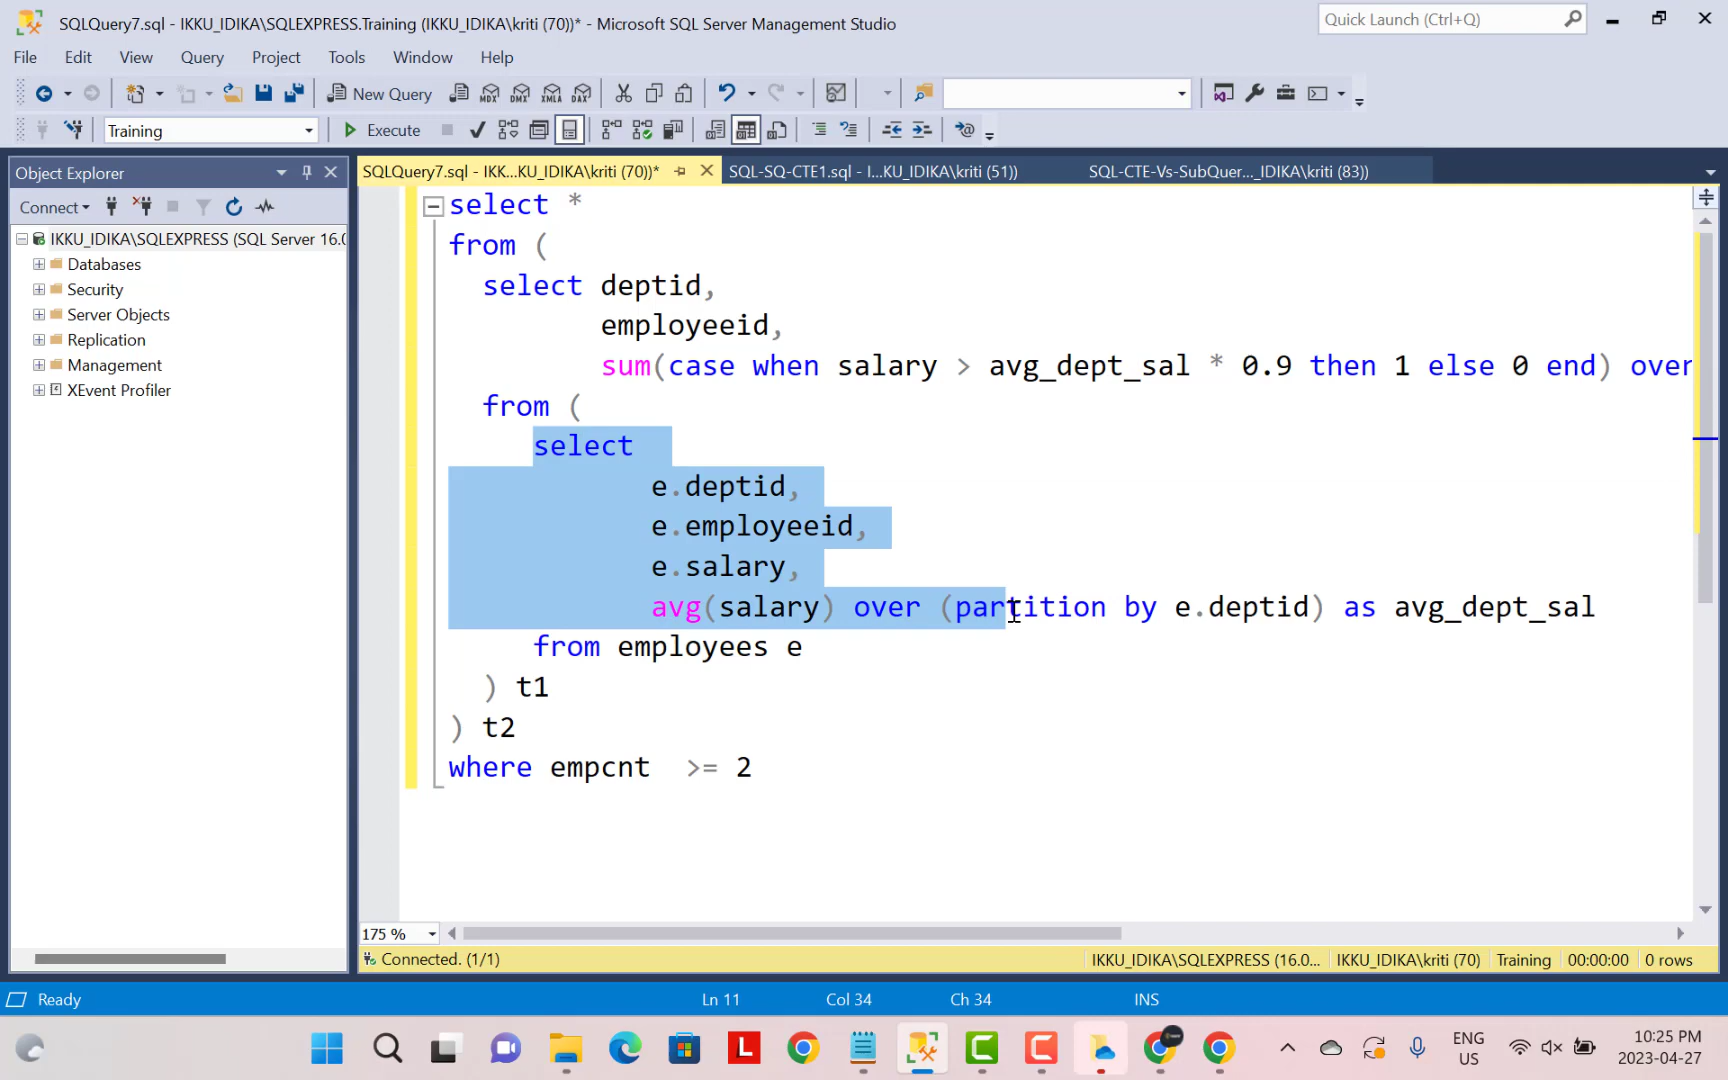 SQLQuery7.sql - IKKU_IDIKA\SQLEXPRESS.Training (IKKU_IDIKA\kriti (70))* - Microsoft SQL Server Management Studio
Quick Launch (Ctrl+Q)
File Edit View Query Project Tools Window Help
New Query
MDX DMX XMLA DAX
Training
Execute
Object Explorer
SQLQuery7.sql - IKK...KU_IDIKA\kriti (70))*
SQL-SQ-CTE1.sql - I...KU_IDIKA\kriti (51))
SQL-CTE-Vs-SubQuer..._IDIKA\kriti (83))
Connect
IKKU_IDIKA\SQLEXPRESS (SQL Server 16.0
Databases
Security
Server Objects
Replication
Management
XEvent Profiler
select *
from (
select deptid,
employeeid,
sum(case when salary > avg_dept_sal * 0.9 then 1 else 0 end) over
from (
select
e.deptid,
e.employeeid,
e.salary,
avg(salary) over (partition by e.deptid) as avg_dept_sal
from employees e
) t1
) t2
where empcnt >= 2
175 %
Connected. (1/1)
IKKU_IDIKA\SQLEXPRESS (16.0... IKKU_IDIKA\kriti (70) Training 00:00:00 0 rows
Ready
Ln 11 Col 34 Ch 34 INS
L
ENG
US
10:25 PM
2023-04-27